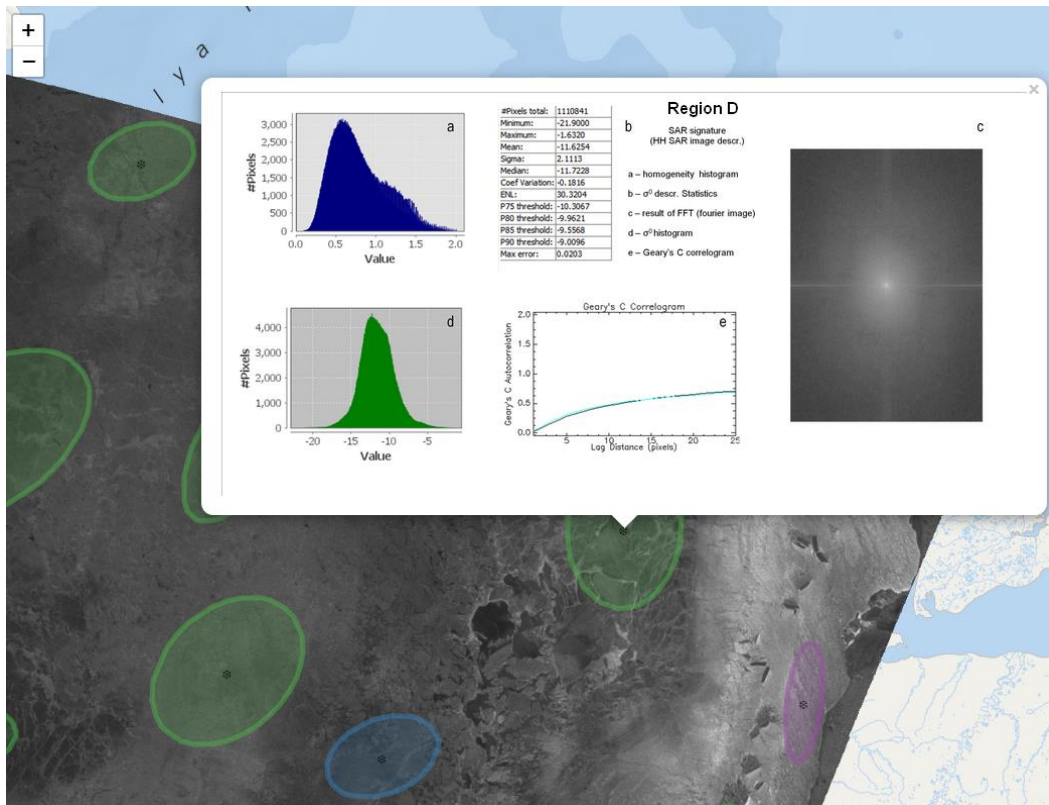 +
−
l y a
×
Region D
SAR signature
(HH SAR image descr.)
a – homogeneity histogram
b – σ⁰ descr. Statistics
c – result of FFT (fourier image)
d – σ⁰ histogram
e – Geary's C correlogram
a
#Pixels
3,000
2,500
2,000
1,500
1,000
500
0
0.0 0.5 1.0 1.5 2.0
Value
b
#Pixels total: 1110841
Minimum: -21.9000
Maximum: -1.6320
Mean: -11.6254
Sigma: 2.1113
Median: -11.7228
Coef Variation: -0.1816
ENL: 30.3204
P75 threshold: -10.3067
P80 threshold: -9.9621
P85 threshold: -9.5568
P90 threshold: -9.0096
Max error: 0.0203
c
d
#Pixels
4,000
3,000
2,000
1,000
0
-20 -15 -10 -5
Value
Geary's C Correlogram
e
Geary's C Autocorrelation
2.0
1.5
1.0
0.5
0.0
5 10 15 20 25
Lag Distance (pixels)